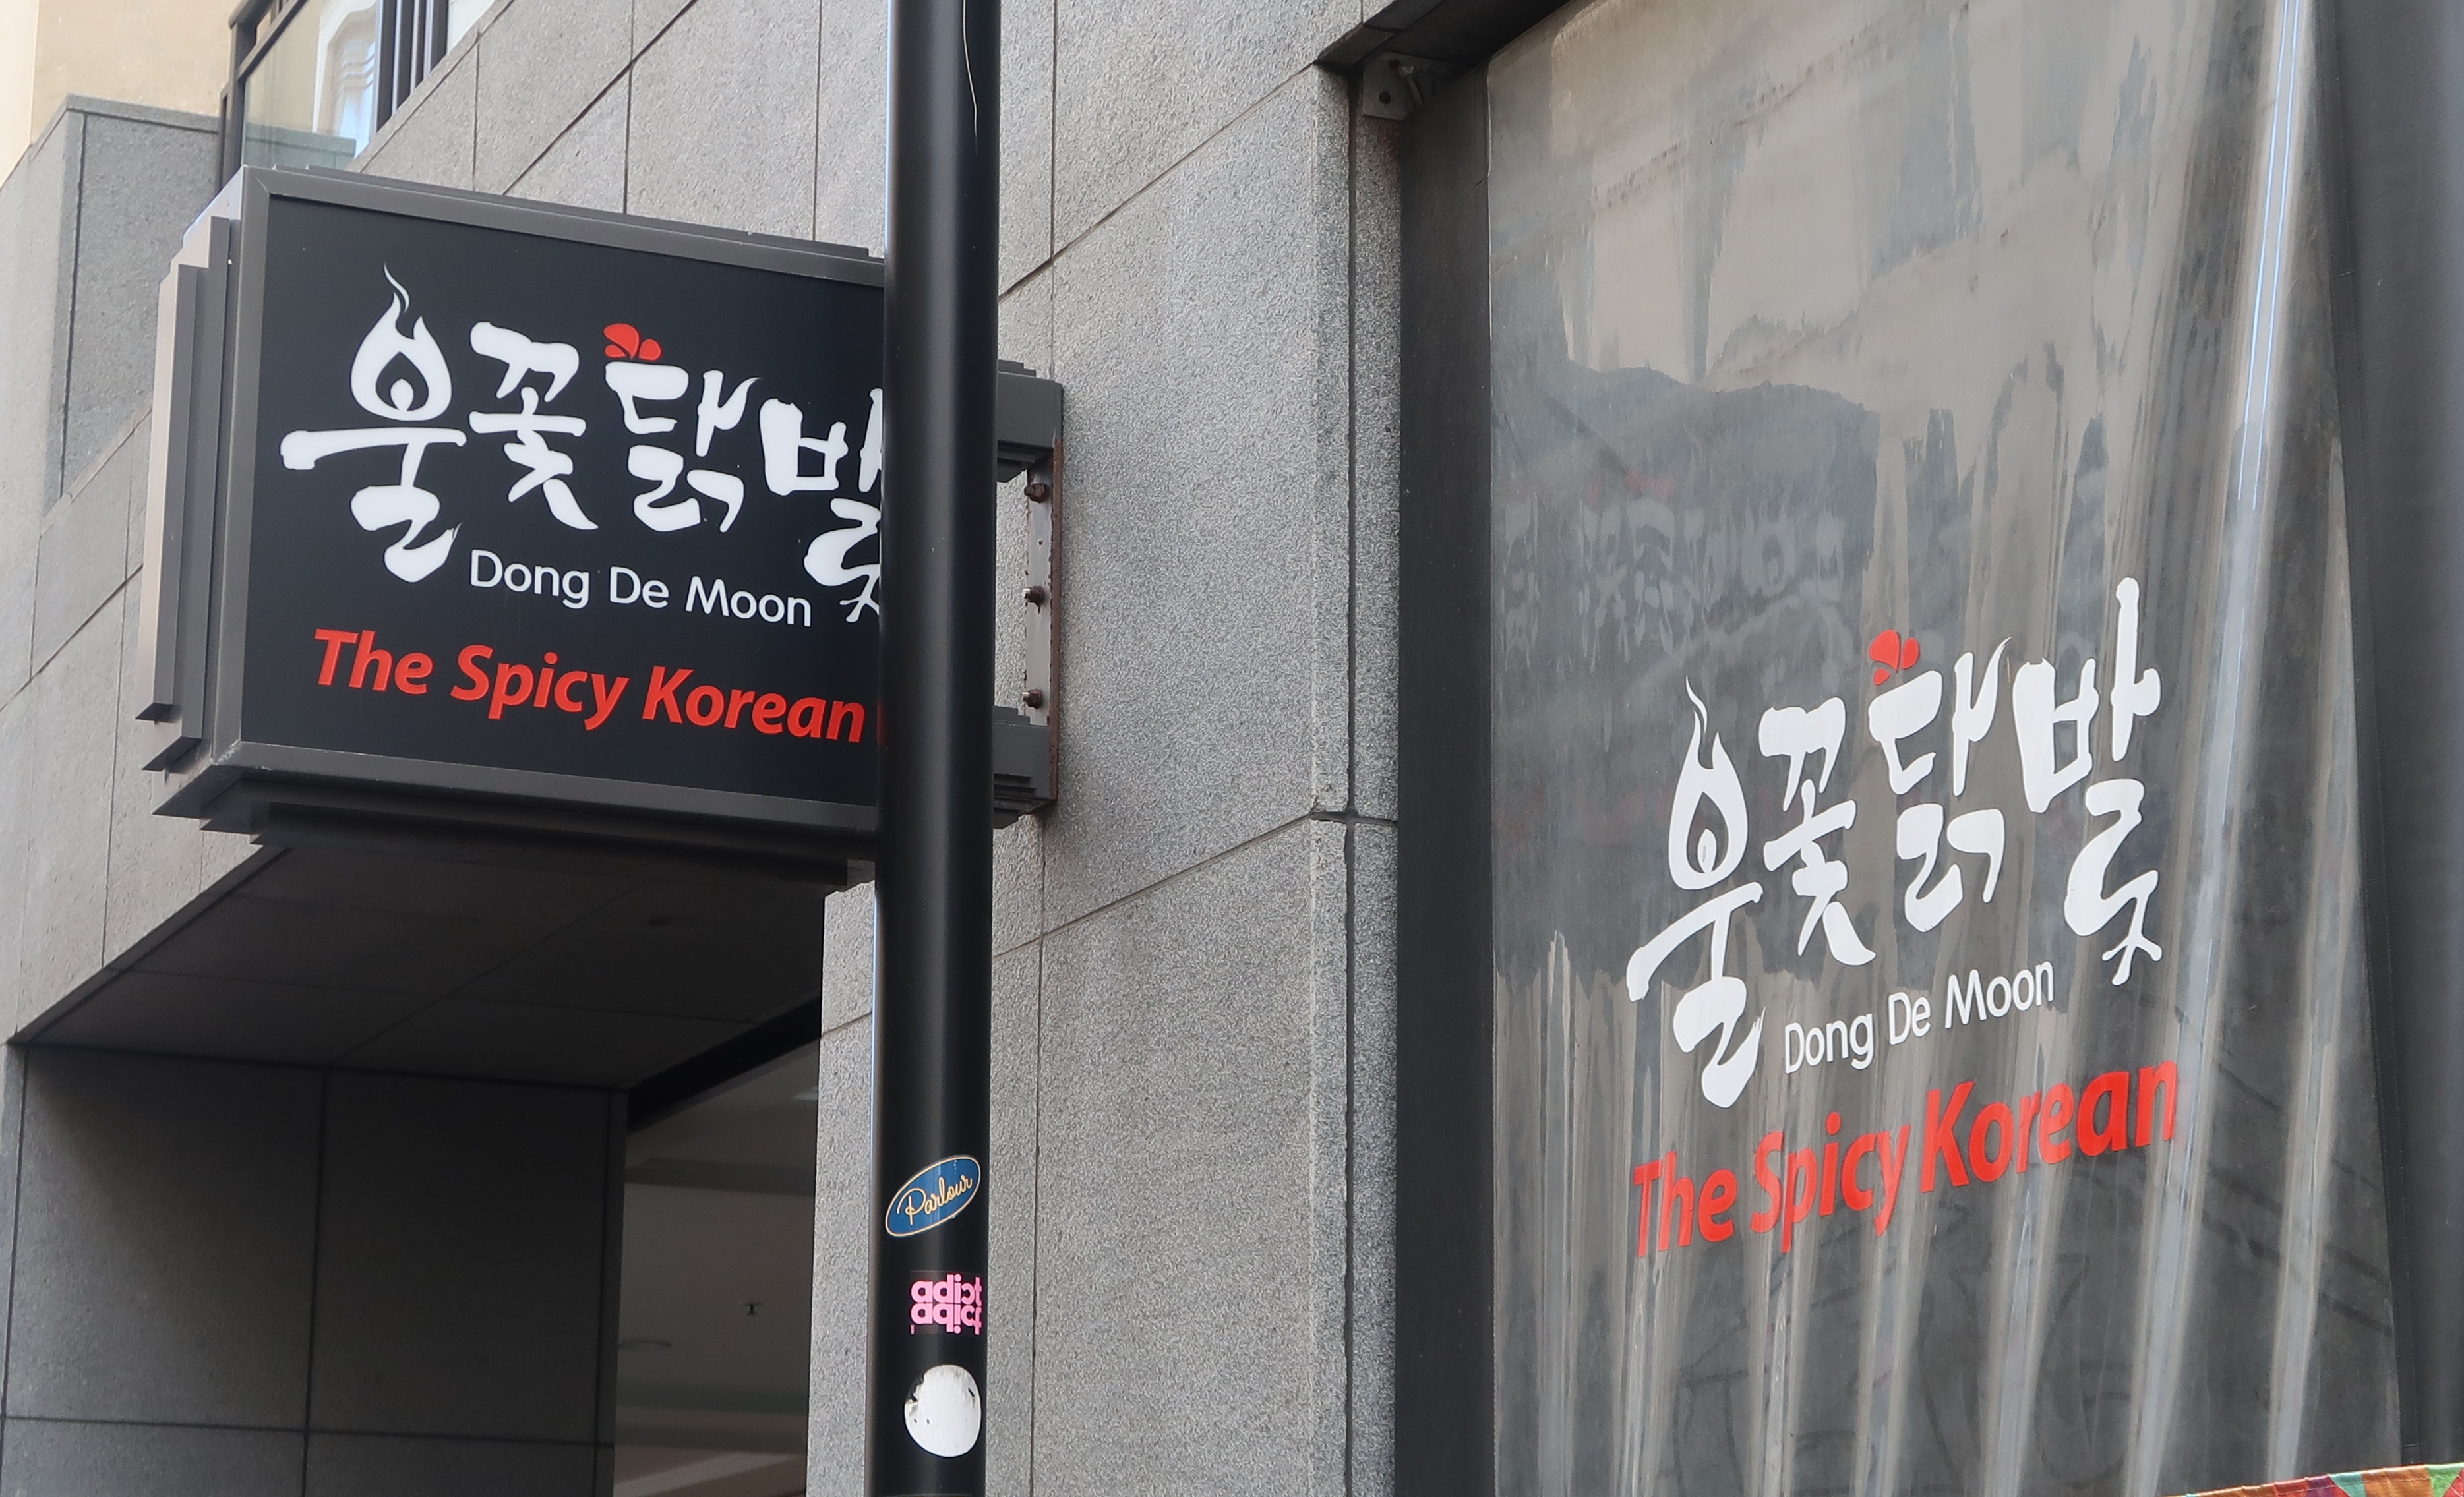 불꽃닭발
Dong De Moon
The Spicy Korean
불꽃닭발
Dong De Moon
The Spicy Korean
Parlour
adict